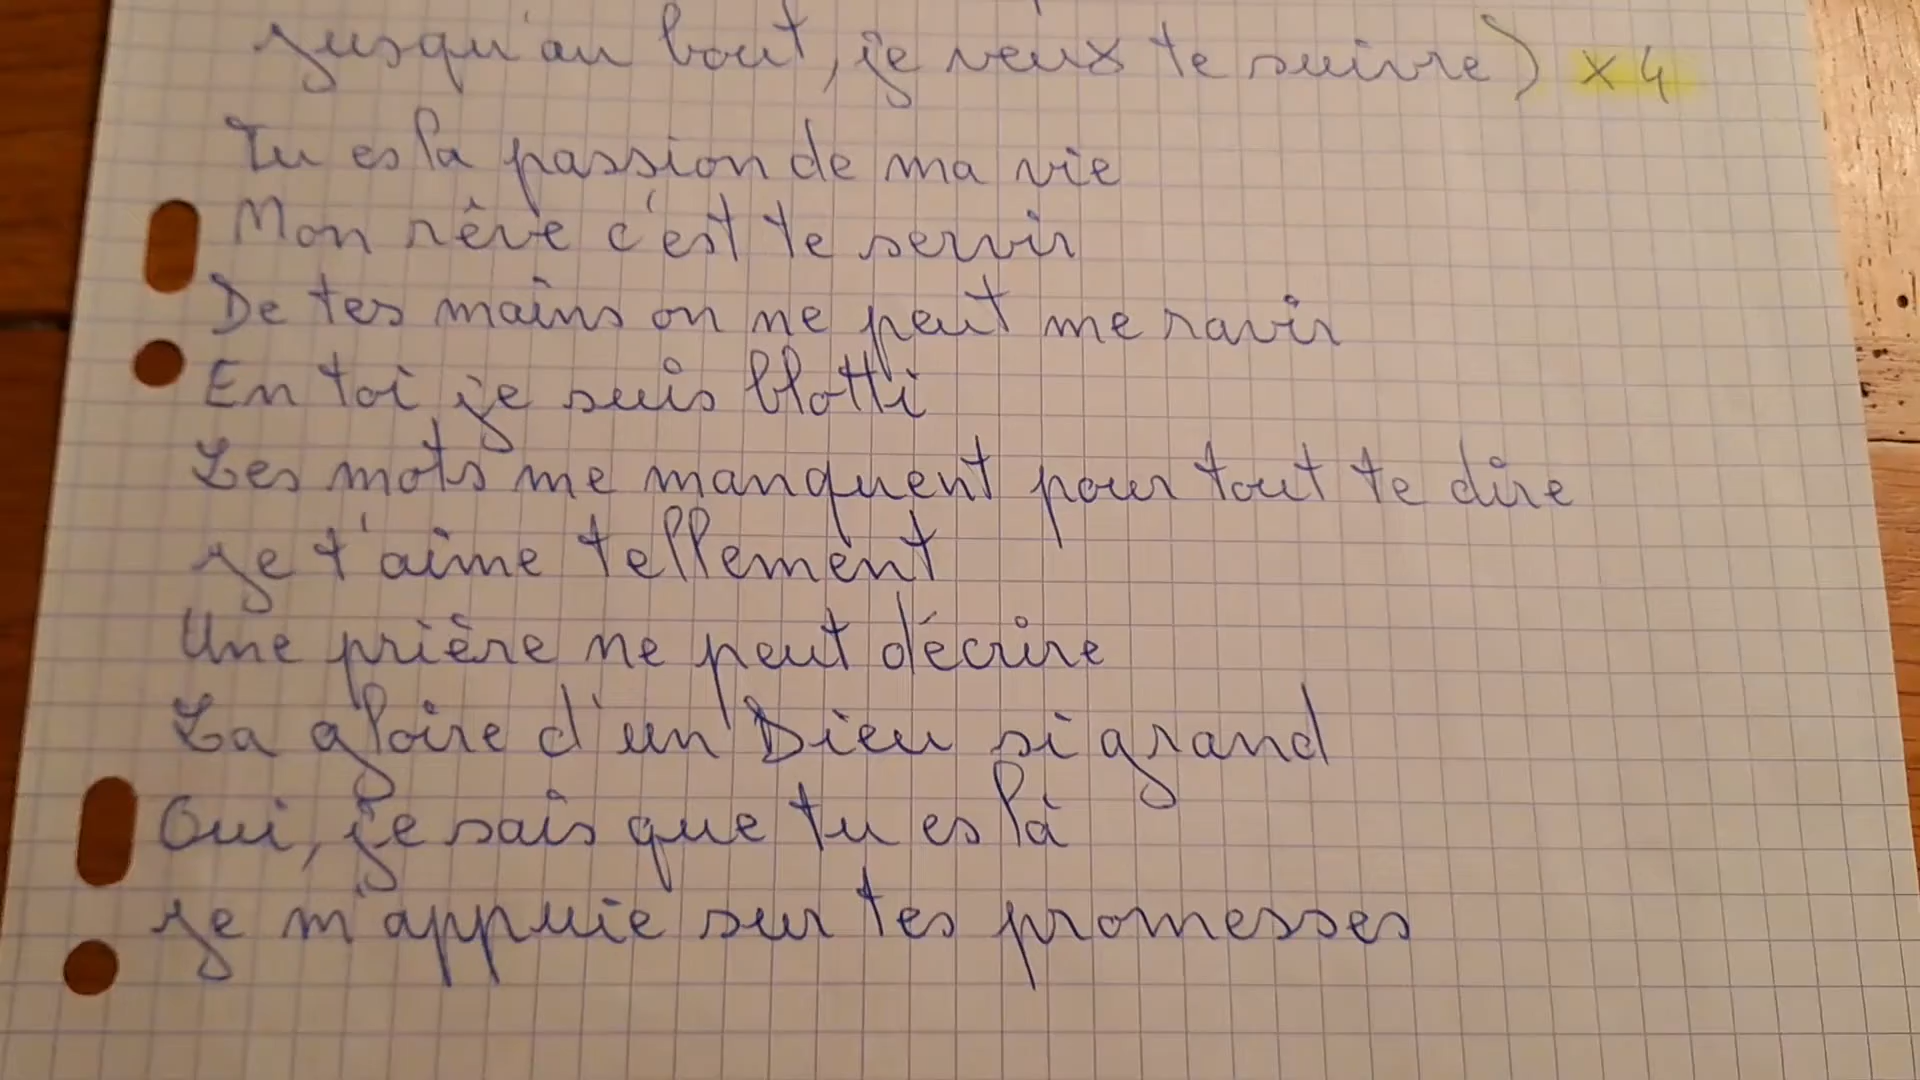 jusqu'au bout, je veux te suivre) x 4
Tu es la passion de ma vie
Mon rêve c'est te servir
De tes mains on ne peut me ravir
En toi, je suis blotti
Les mots me manquent pour tout te dire
Je t'aime tellement
Une prière ne peut décrire
La gloire d'un Dieu si grand
Oui, je sais que tu es là
Je m'appuie sur tes promesses